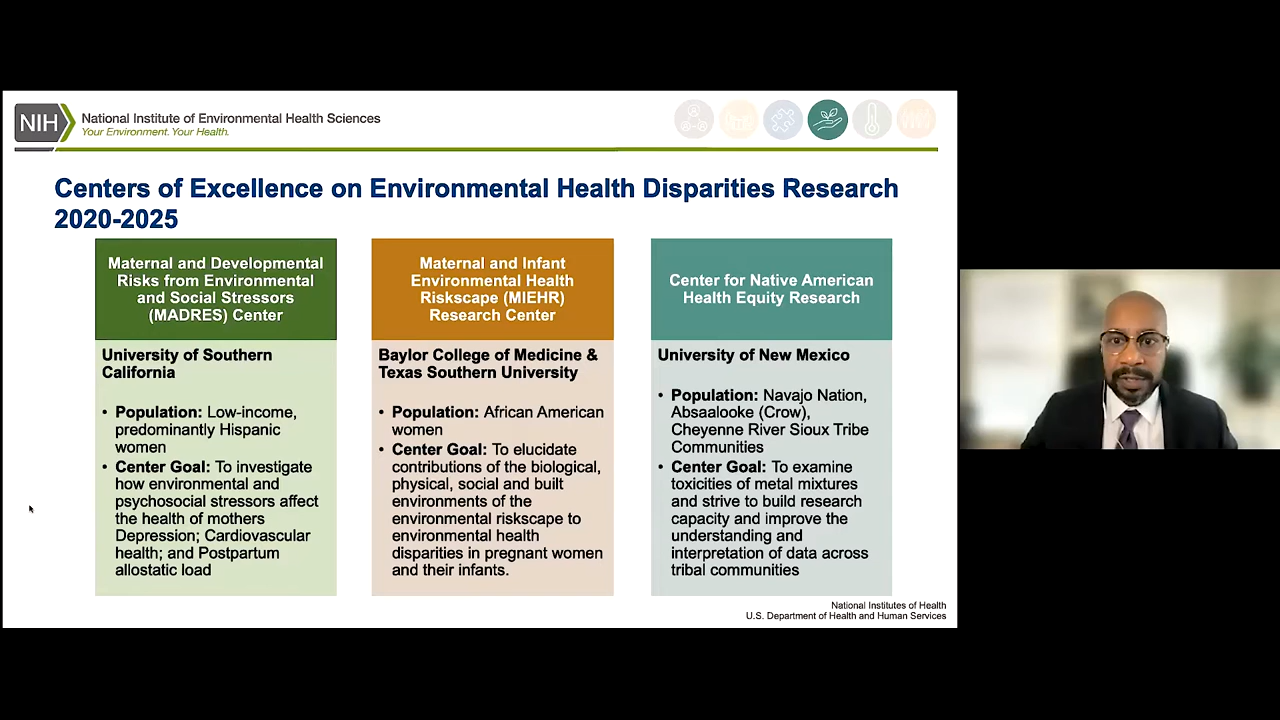 NIH
National Institute of Environmental Health Sciences
Your Environment. Your Health.
Centers of Excellence on Environmental Health Disparities Research
2020-2025
Maternal and Developmental
Risks from Environmental
and Social Stressors
(MADRES) Center
University of Southern
California
• Population: Low-income,
predominantly Hispanic
women
• Center Goal: To investigate
how environmental and
psychosocial stressors affect
the health of mothers
Depression; Cardiovascular
health; and Postpartum
allostatic load
Maternal and Infant
Environmental Health
Riskscape (MIEHR)
Research Center
Baylor College of Medicine &
Texas Southern University
• Population: African American
women
• Center Goal: To elucidate
contributions of the biological,
physical, social and built
environments of the
environmental riskscape to
environmental health
disparities in pregnant women
and their infants.
Center for Native American
Health Equity Research
University of New Mexico
• Population: Navajo Nation,
Absaalooke (Crow),
Cheyenne River Sioux Tribe
Communities
• Center Goal: To examine
toxicities of metal mixtures
and strive to build research
capacity and improve the
understanding and
interpretation of data across
tribal communities
National Institutes of Health
U.S. Department of Health and Human Services